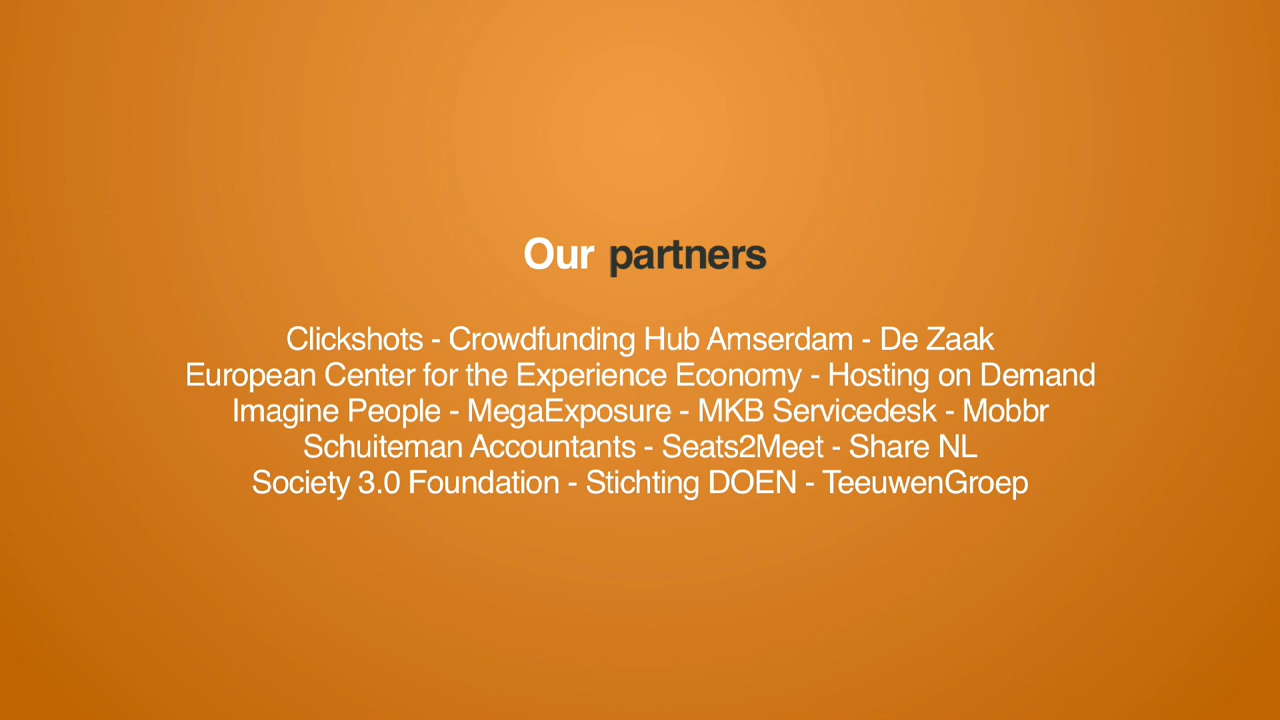 Our partners
Clickshots - Crowdfunding Hub Amserdam - De Zaak
European Center for the Experience Economy - Hosting on Demand
Imagine People - MegaExposure - MKB Servicedesk - Mobbr
Schuiteman Accountants - Seats2Meet - Share NL
Society 3.0 Foundation - Stichting DOEN - TeeuwenGroep